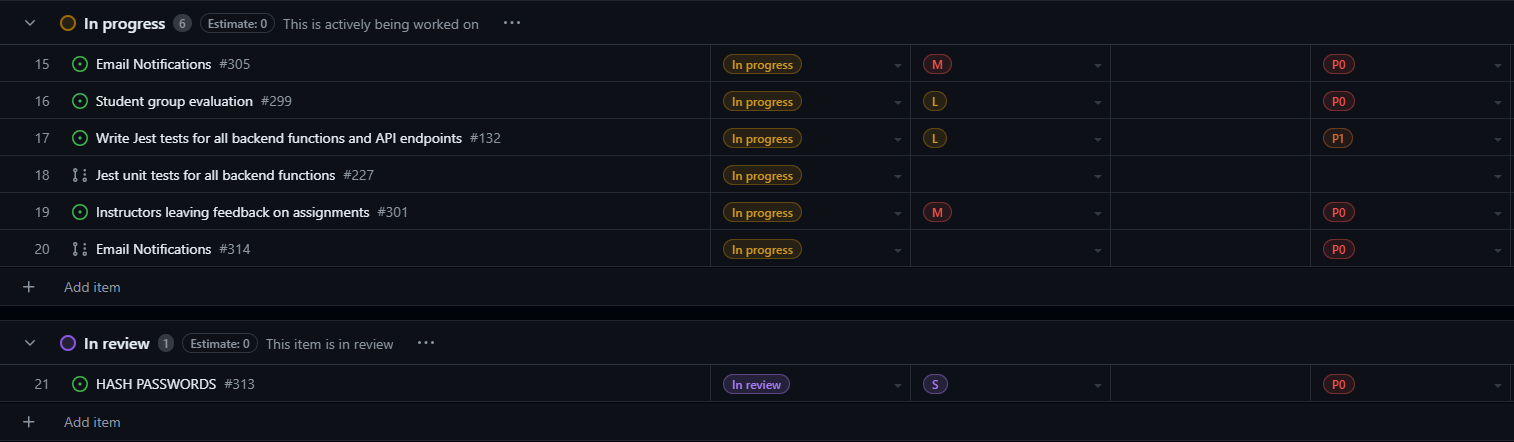 In progress 6 Estimate: 0 This is actively being worked on ...
15 Email Notifications #305 In progress M P0
16 Student group evaluation #299 In progress L P0
17 Write Jest tests for all backend functions and API endpoints #132 In progress L P1
18 Jest unit tests for all backend functions #227 In progress
19 Instructors leaving feedback on assignments #301 In progress M P0
20 Email Notifications #314 In progress P0
+ Add item
In review 1 Estimate: 0 This item is in review ...
21 HASH PASSWORDS #313 In review S P0
+ Add item